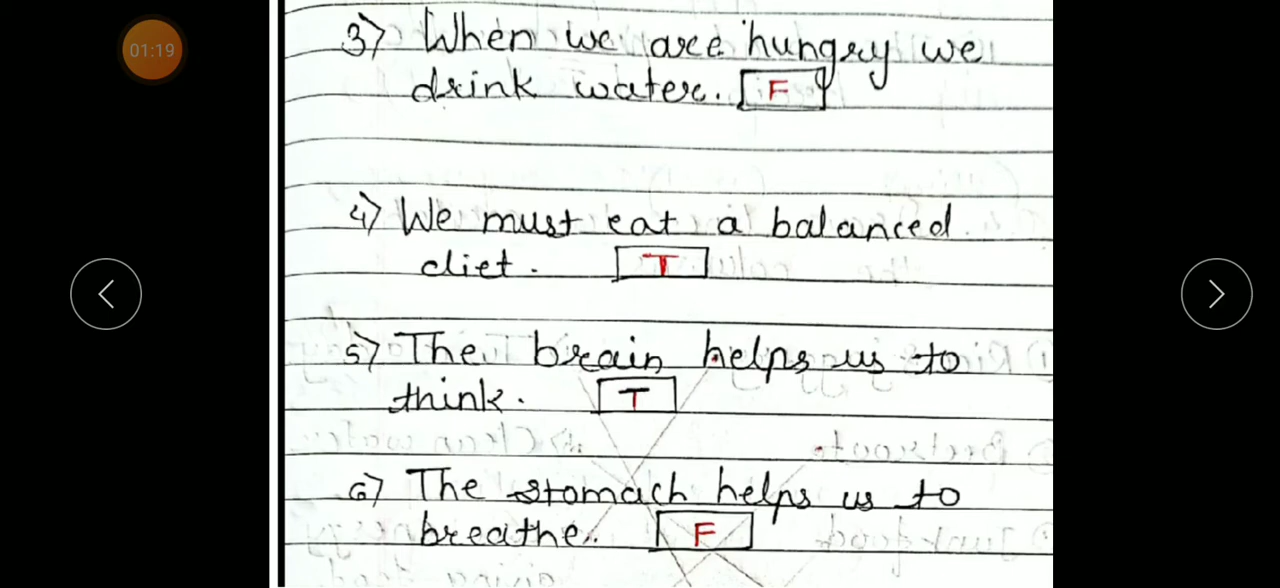 01:19
3) When we are hungry we
drink water. F
4) We must eat a balanced
diet. T
5) The brain helps us to
think. T
6) The stomach helps us to
breathe. F